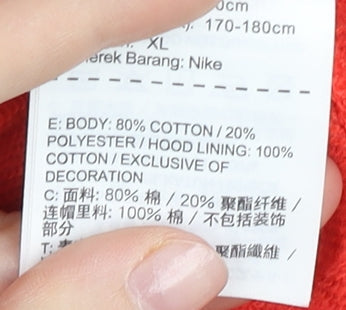 0cm
170-180cm
XL
erek Barang: Nike
E: BODY: 80% COTTON / 20%
POLYESTER / HOOD LINING: 100%
COTTON / EXCLUSIVE OF
DECORATION
C: 面料: 80% 棉 / 20% 聚酯纤维 /
连帽里料: 100% 棉 / 不包括装饰
部分
T: 聚酯纖維 /